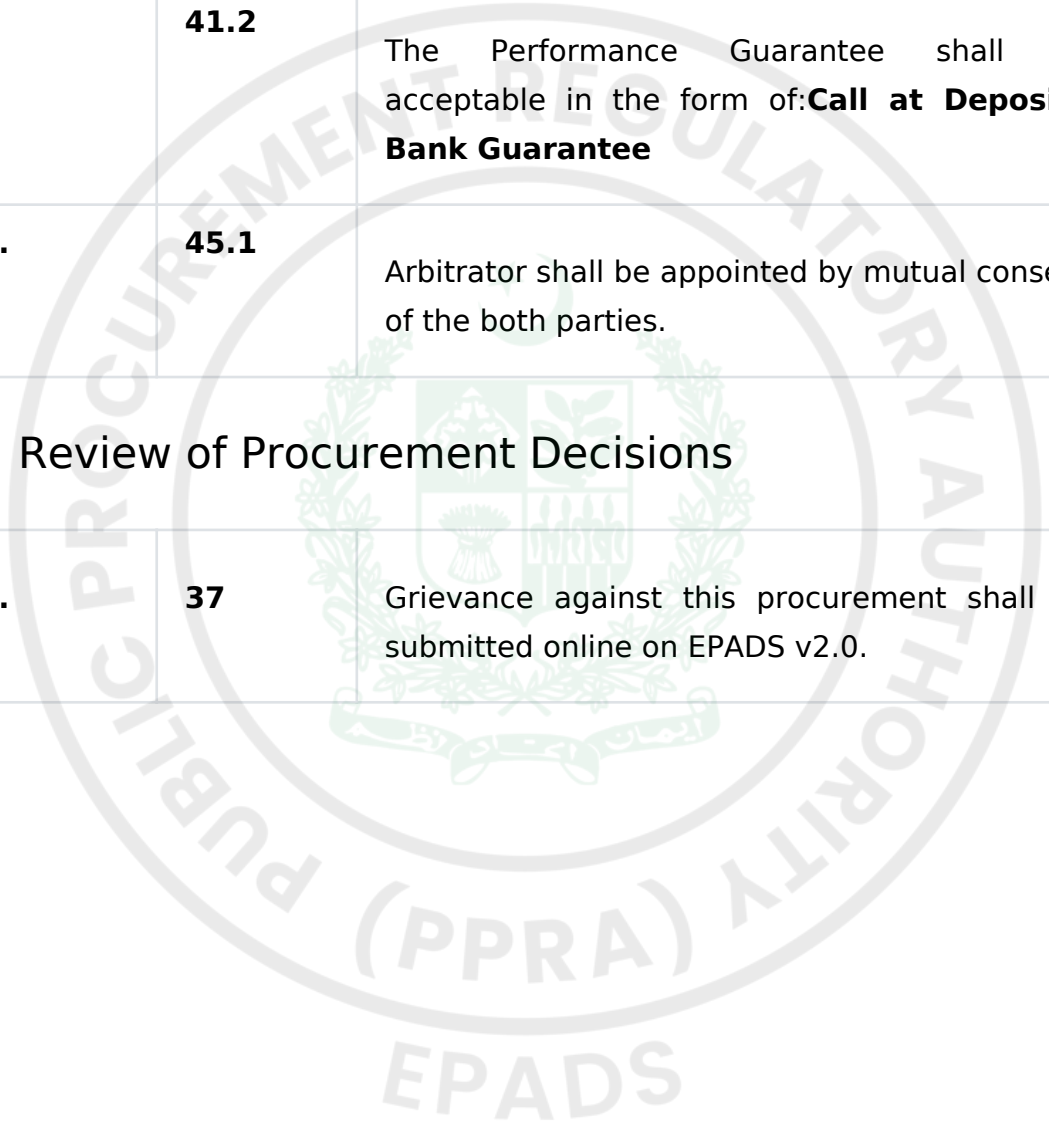 41.2
The Performance Guarantee shall
acceptable in the form of:Call at Deposi
Bank Guarantee
. 45.1
Arbitrator shall be appointed by mutual conse
of the both parties.
Review of Procurement Decisions
. 37 Grievance against this procurement shall
submitted online on EPADS v2.0.
PUBLIC PROCUREMENT REGULATORY AUTHORITY
(PPRA)
EPADS